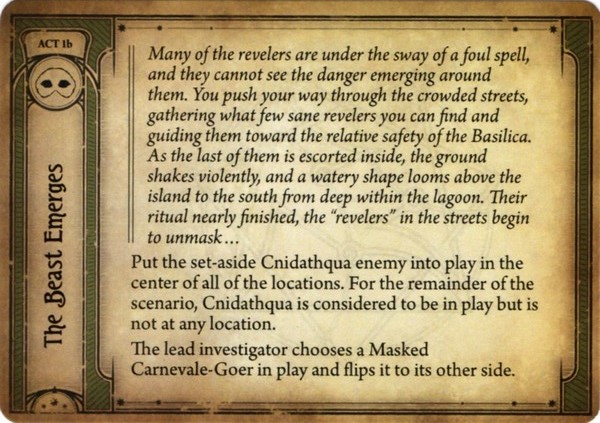 ACT 1b
The Beast Emerges
Many of the revelers are under the sway of a foul spell,
and they cannot see the danger emerging around
them. You push your way through the crowded streets,
gathering what few sane revelers you can find and
guiding them toward the relative safety of the Basilica.
As the last of them is escorted inside, the ground
shakes violently, and a watery shape looms above the
island to the south from deep within the lagoon. Their
ritual nearly finished, the “revelers” in the streets begin
to unmask…
Put the set-aside Cnidathqua enemy into play in the
center of all of the locations. For the remainder of the
scenario, Cnidathqua is considered to be in play but is
not at any location.
The lead investigator chooses a Masked
Carnevale-Goer in play and flips it to its other side.